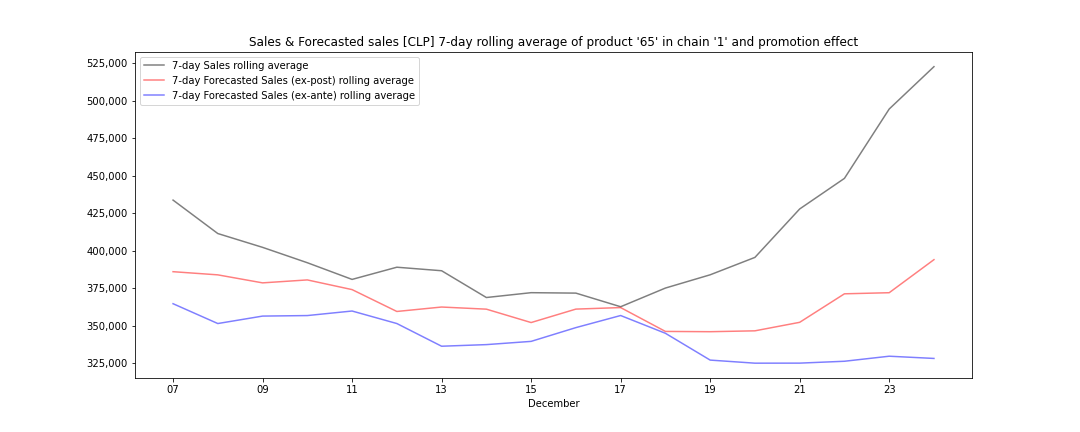 Sales & Forecasted sales [CLP] 7-day rolling average of product '65' in chain '1' and promotion effect
7-day Sales rolling average
7-day Forecasted Sales (ex-post) rolling average
7-day Forecasted Sales (ex-ante) rolling average
525,000
500,000
475,000
450,000
425,000
400,000
375,000
350,000
325,000
07 09 11 13 15 17 19 21 23
December